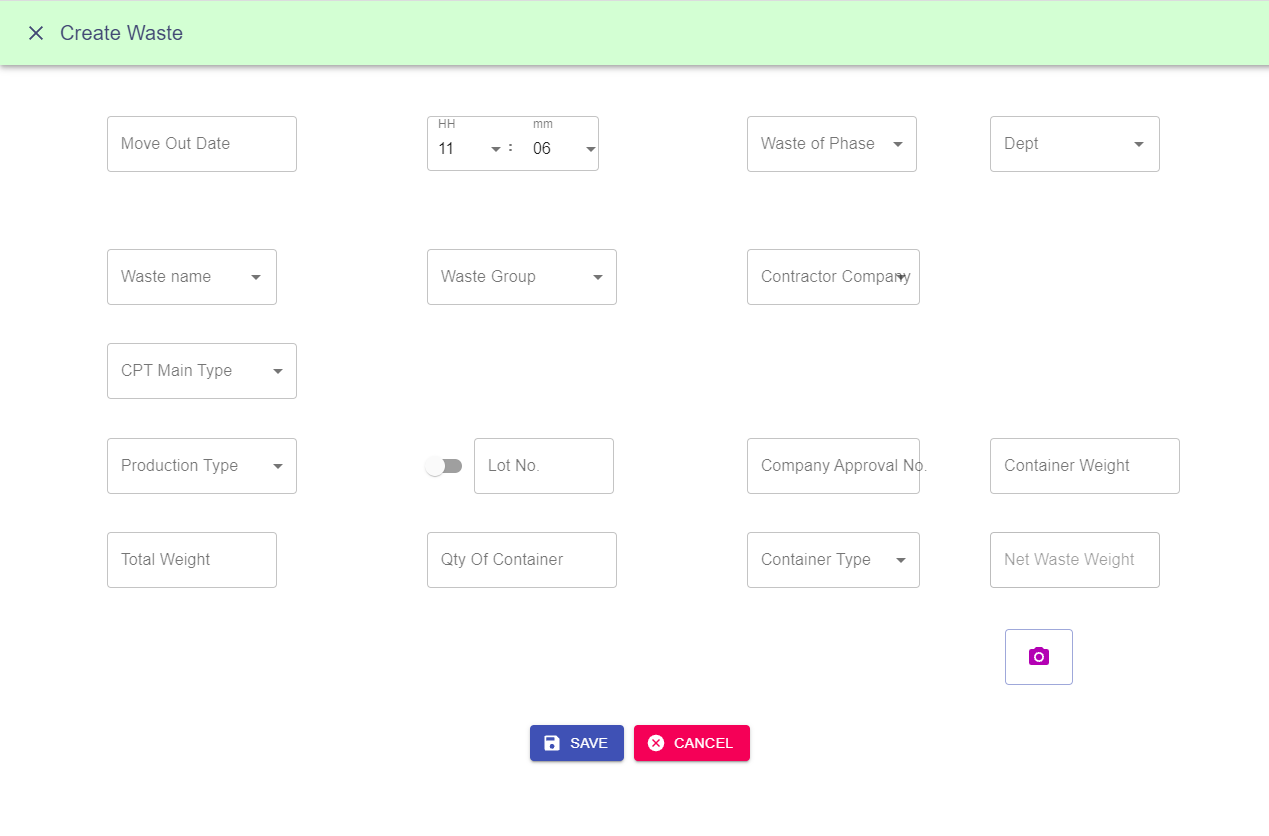 Create Waste
Move Out Date
HH
mm
11 : 06
Waste of Phase
Dept
Waste name
Waste Group
Contractor Company
CPT Main Type
Production Type
Lot No.
Company Approval No.
Container Weight
Total Weight
Qty Of Container
Container Type
Net Waste Weight
SAVE
CANCEL